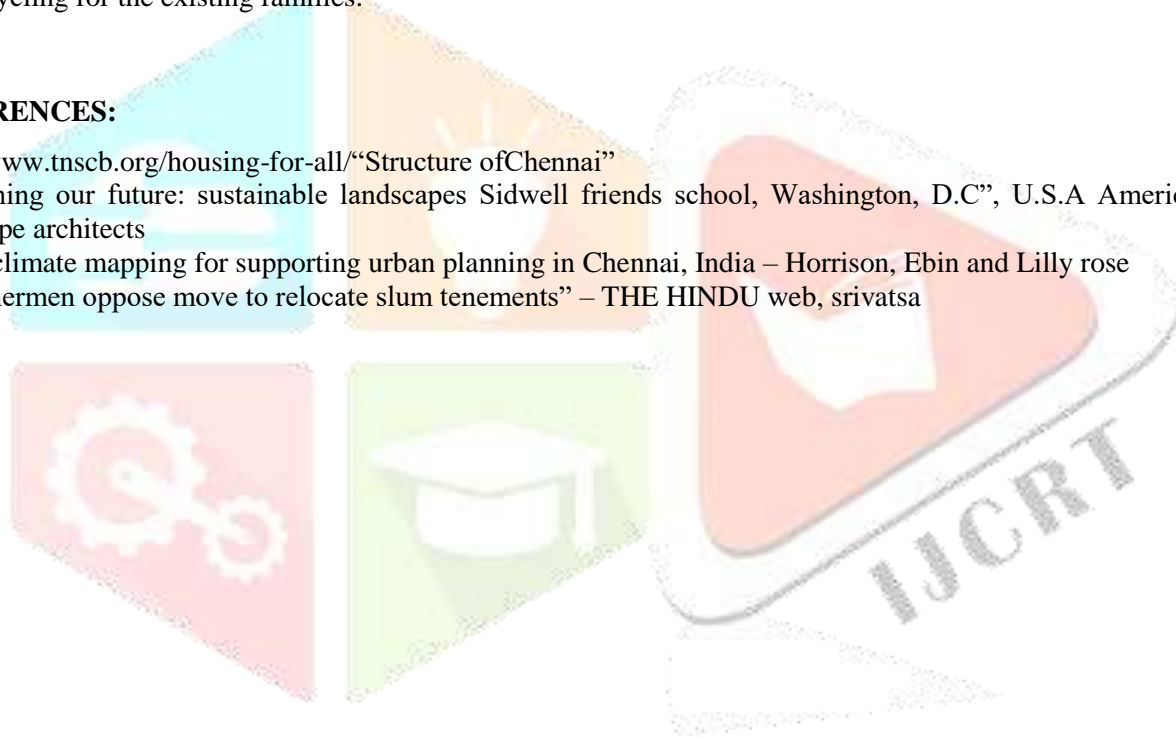 ycling for the existing families.
RENCES:
ww.tnscb.org/housing-for-all/“Structure ofChennai”
ning our future: sustainable landscapes Sidwell friends school, Washington, D.C”, U.S.A Ameri
pe architects
climate mapping for supporting urban planning in Chennai, India – Horrison, Ebin and Lilly rose
ermen oppose move to relocate slum tenements” – THE HINDU web, srivatsa
IJCRT